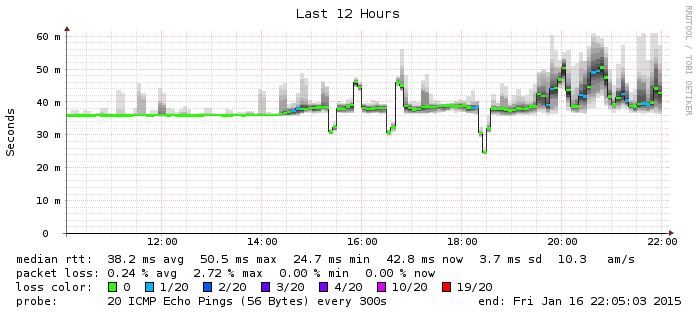 Last 12 Hours
RRDTOOL / TOBI OETIKER
Seconds
60 m
50 m
40 m
30 m
20 m
10 m
0
12:00 14:00 16:00 18:00 20:00 22:00
median rtt: 38.2 ms avg 50.5 ms max 24.7 ms min 42.8 ms now 3.7 ms sd 10.3 am/s
packet loss: 0.24 % avg 2.72 % max 0.00 % min 0.00 % now
loss color: 0 1/20 2/20 3/20 4/20 10/20 19/20
probe: 20 ICMP Echo Pings (56 Bytes) every 300s end: Fri Jan 16 22:05:03 2015